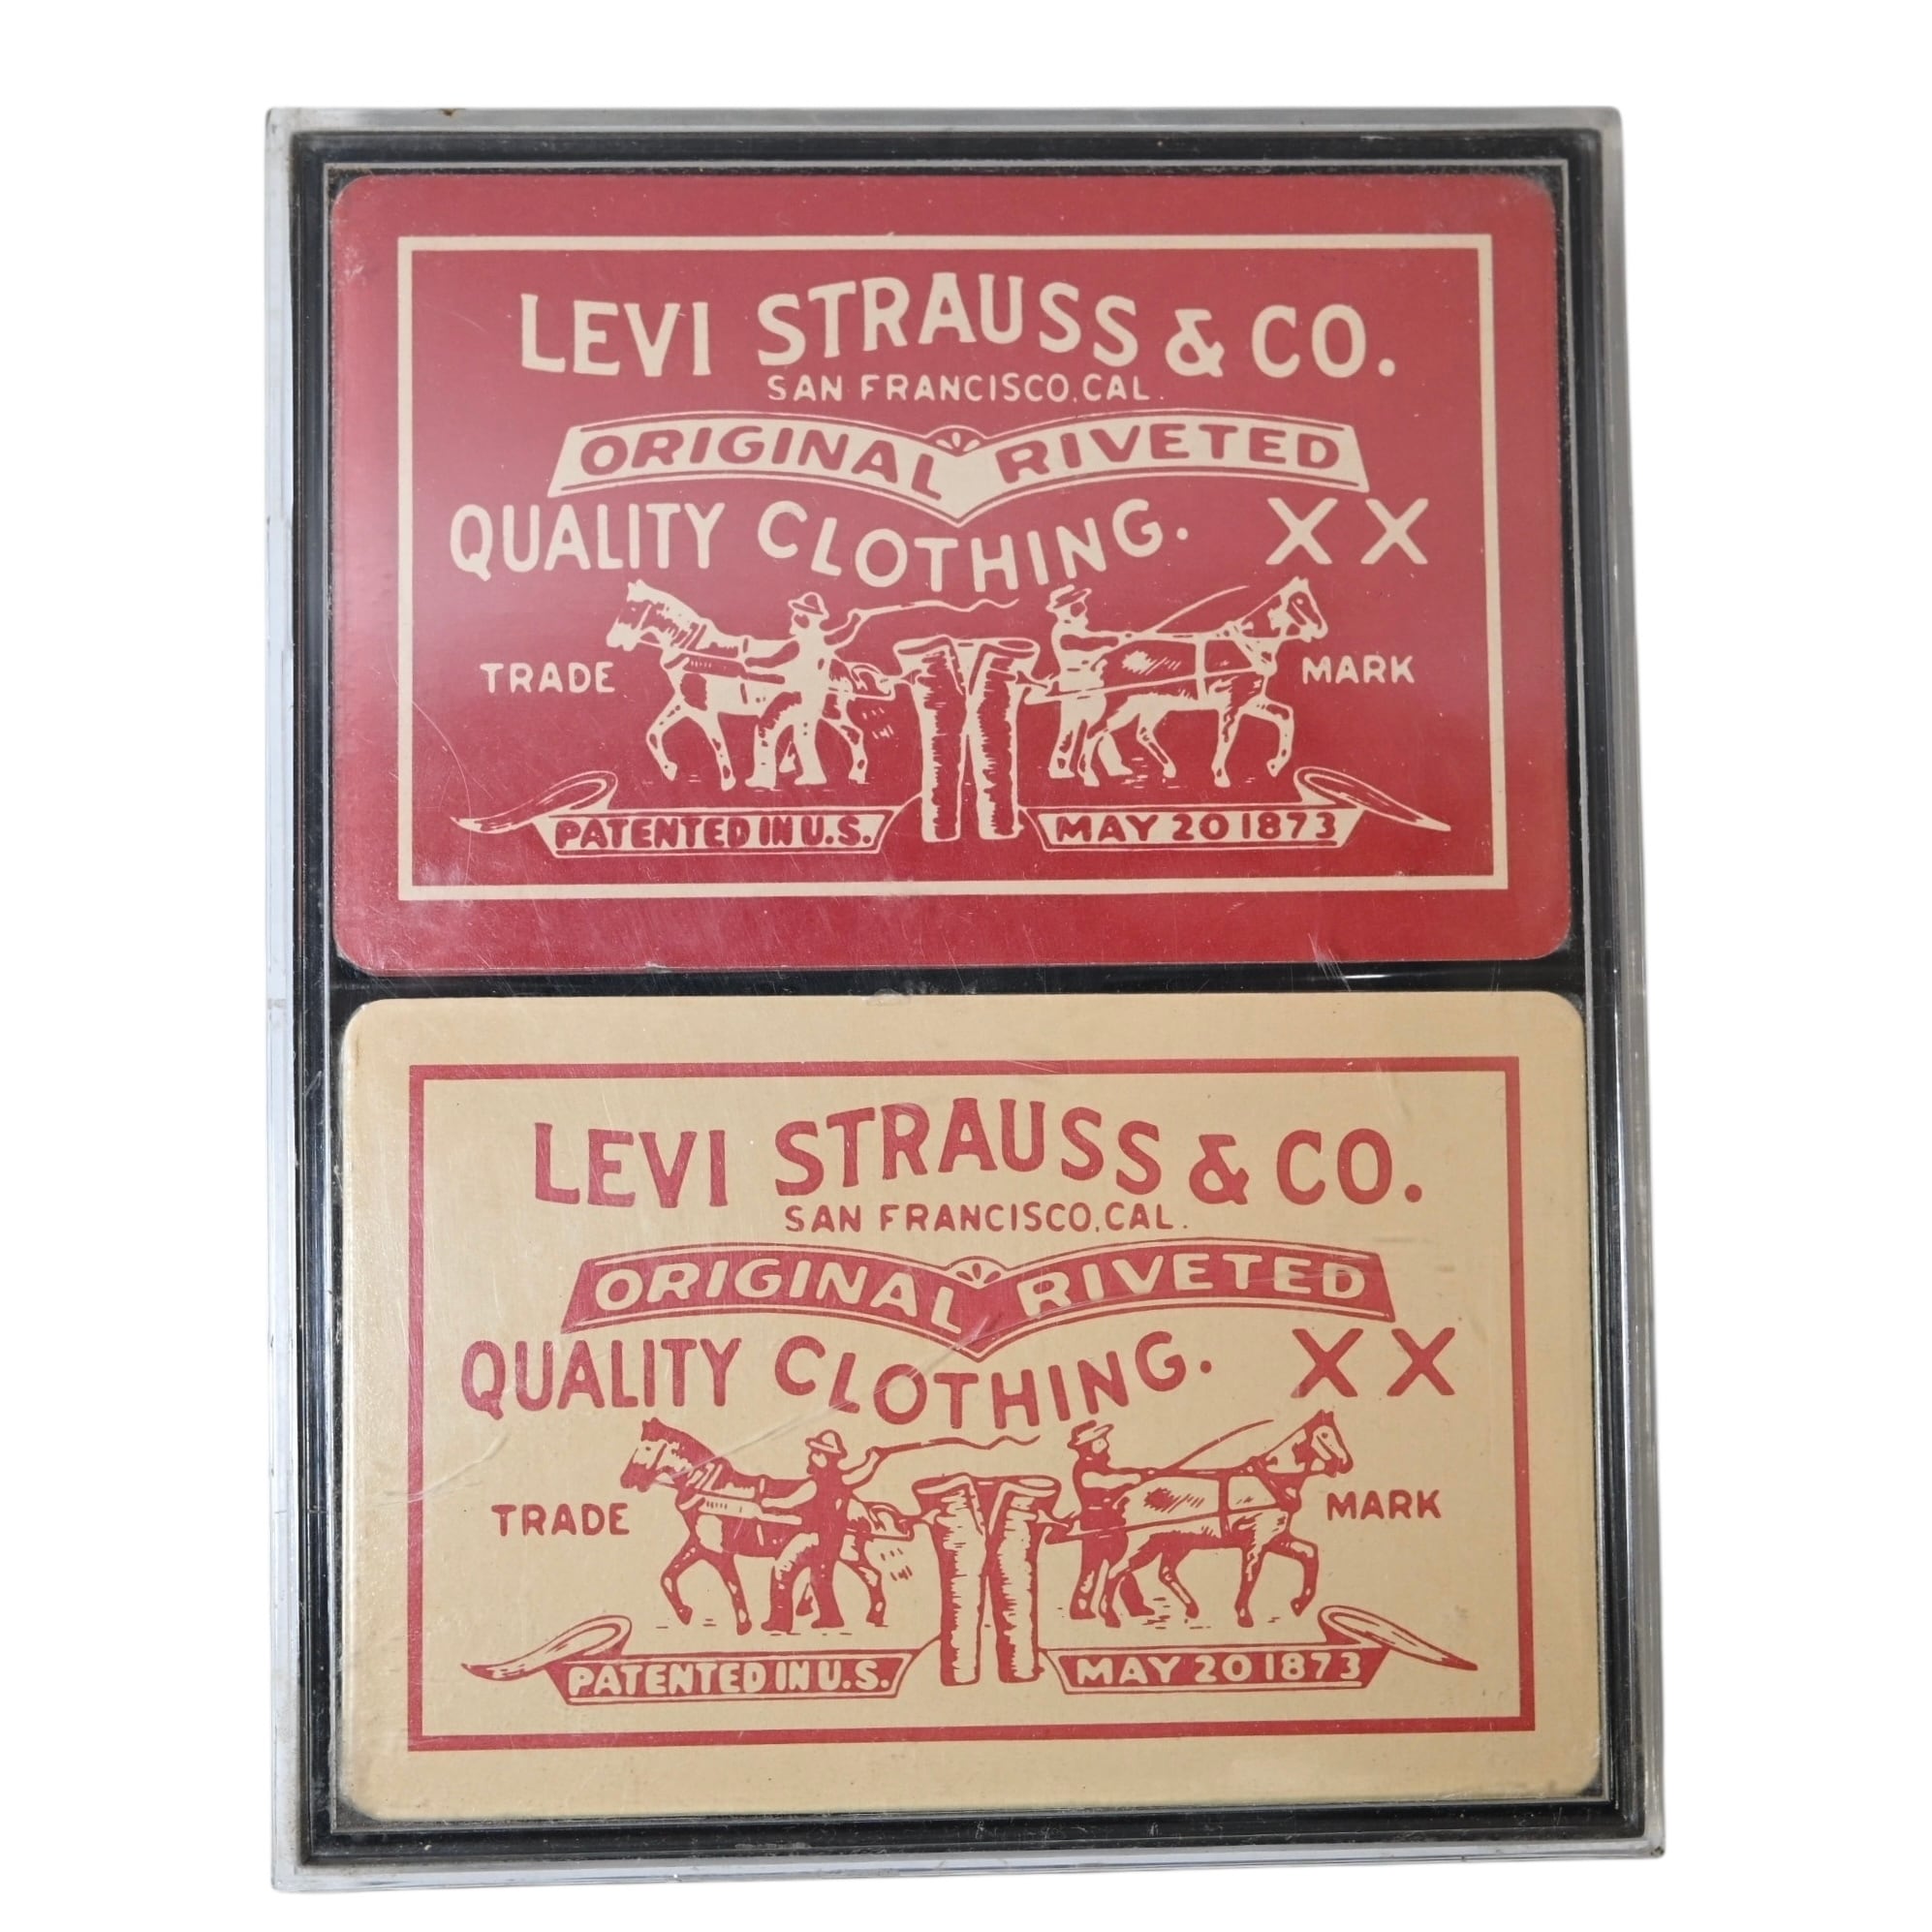 LEVI STRAUSS & CO.
SAN FRANCISCO, CAL.
ORIGINAL RIVETED
QUALITY CLOTHING. XX
TRADE MARK
PATENTED IN U.S. MAY 20 1873
LEVI STRAUSS & CO.
SAN FRANCISCO, CAL.
ORIGINAL RIVETED
QUALITY CLOTHING. XX
TRADE MARK
PATENTED IN U.S. MAY 20 1873